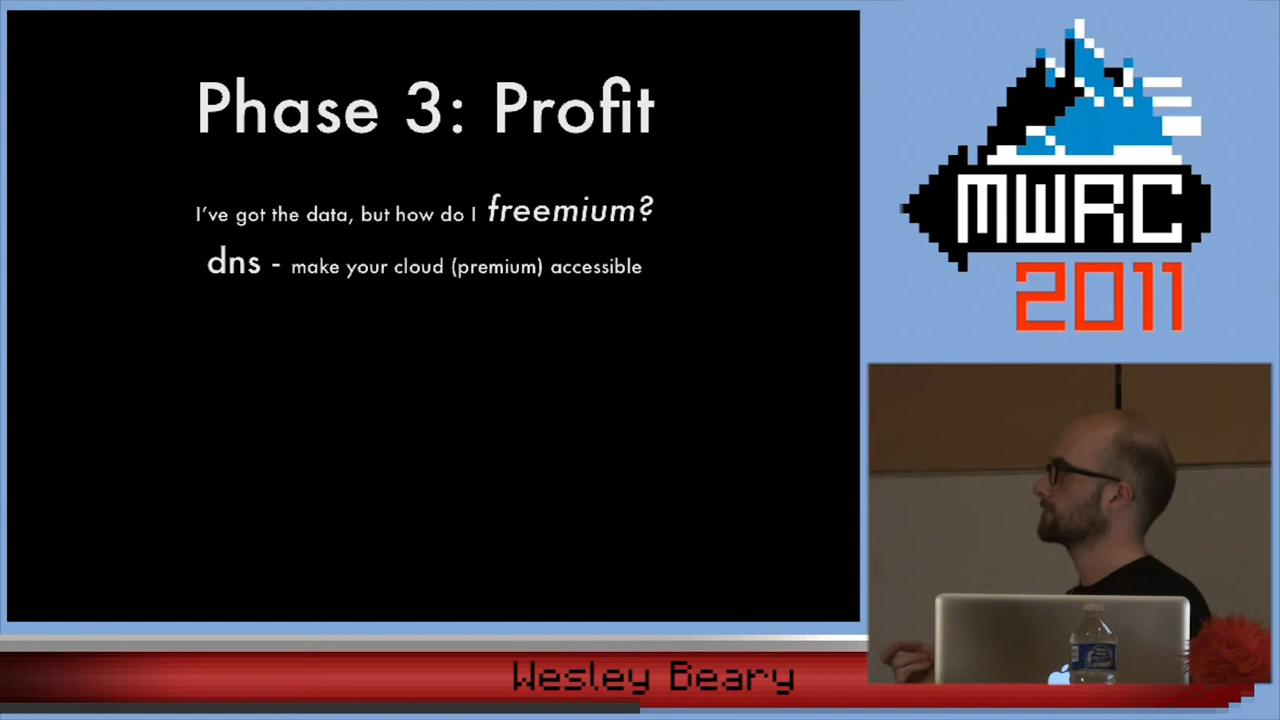 Phase 3: Profit
I've got the data, but how do I freemium?
dns - make your cloud (premium) accessible
MWRC
2011
Wesley Beary